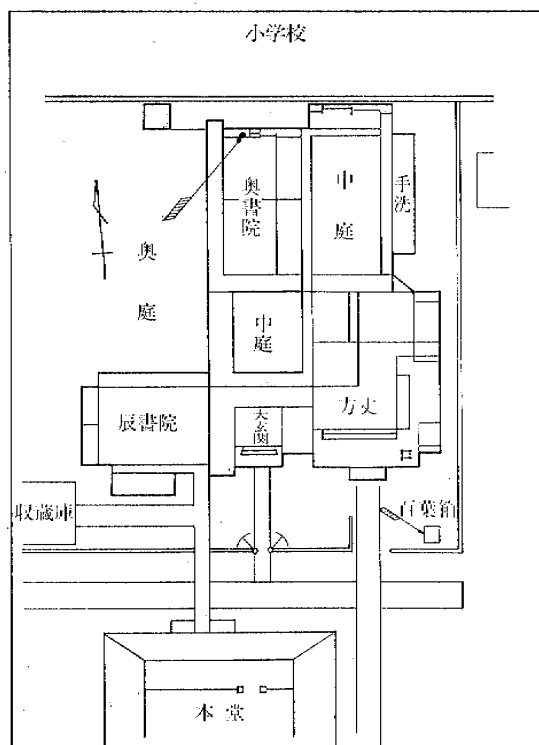 小学校
奥書院
中庭
手洗
奥庭
中庭
大玄関
方丈
辰書院
収蔵庫
百葉箱
本堂